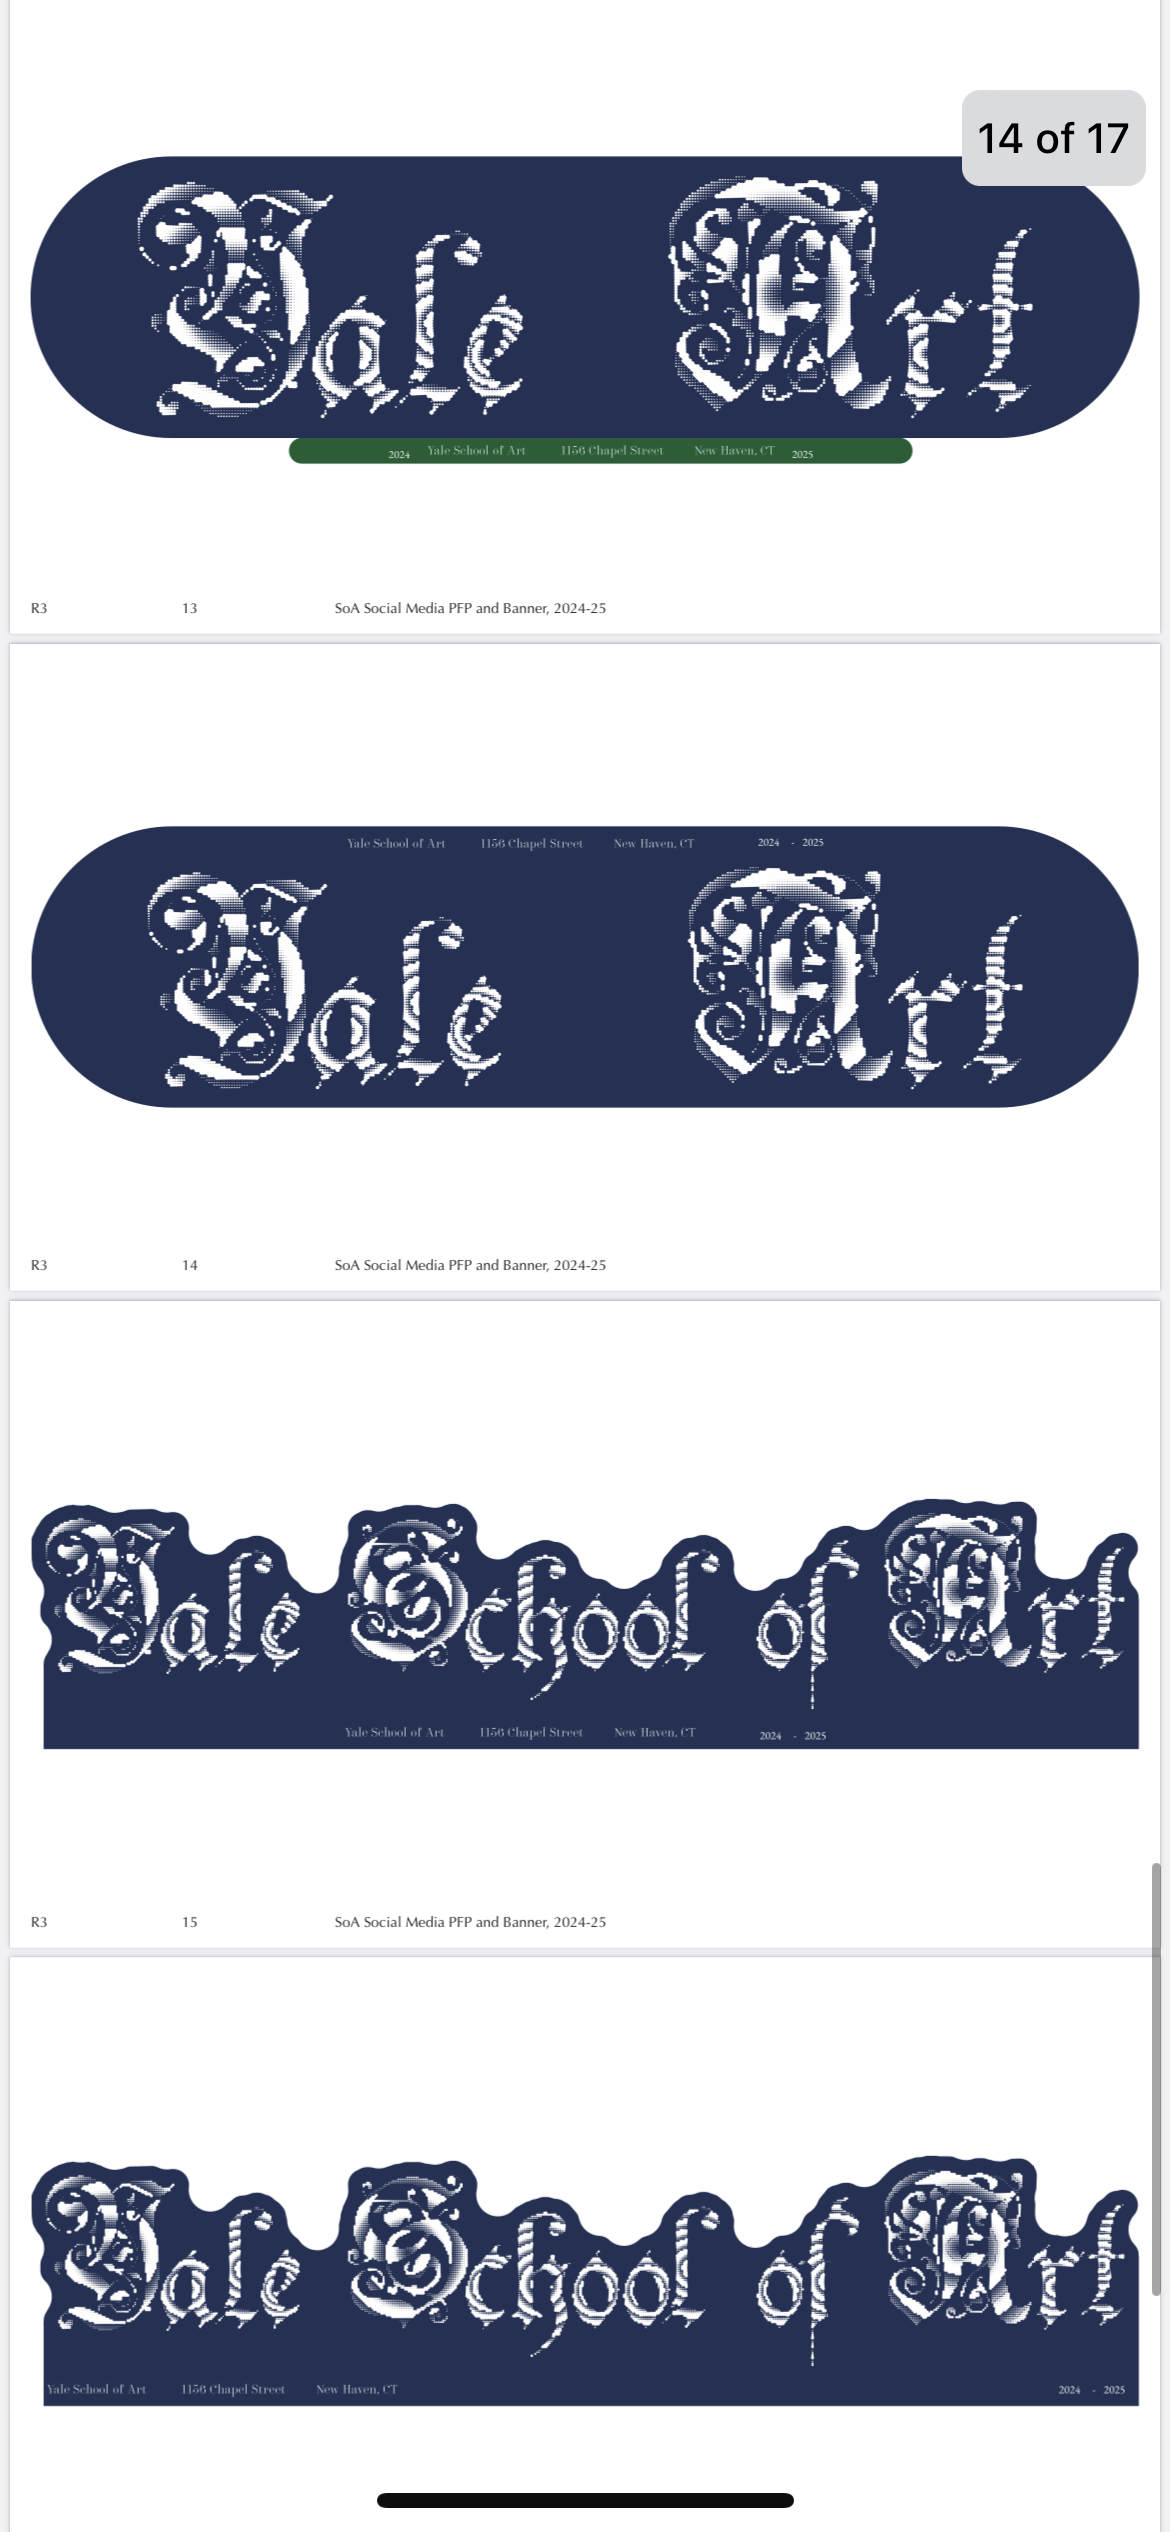 14 of 17
Yale Art
2024 Yale School of Art 1156 Chapel Street New Haven, CT 2025
R3 13 SoA Social Media PFP and Banner, 2024-25
Yale School of Art 1156 Chapel Street New Haven, CT 2024 - 2025
Yale Art
R3 14 SoA Social Media PFP and Banner, 2024-25
Yale School of Art
Yale School of Art 1156 Chapel Street New Haven, CT 2024 - 2025
R3 15 SoA Social Media PFP and Banner, 2024-25
Yale School of Art
Yale School of Art 1156 Chapel Street New Haven, CT 2024 - 2025